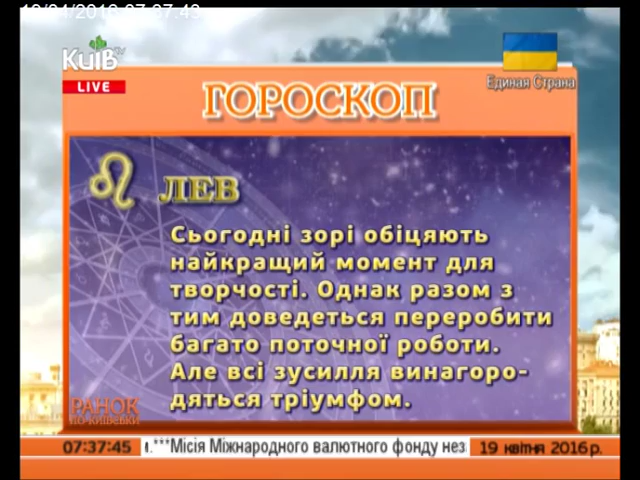 Київ TV
LIVE
Единая Страна
ГОРОСКОП
ЛЕВ
Сьогодні зорі обіцяють
найкращий момент для
творчості. Однак разом з
тим доведеться переробити
багато поточної роботи.
Але всі зусилля винагоро-
дяться тріумфом.
РАНОК
ПО-КИЇВСЬКИ
07:37:45 .***Місія Міжнародного валютного фонду нез 19 квітня 2016 р.